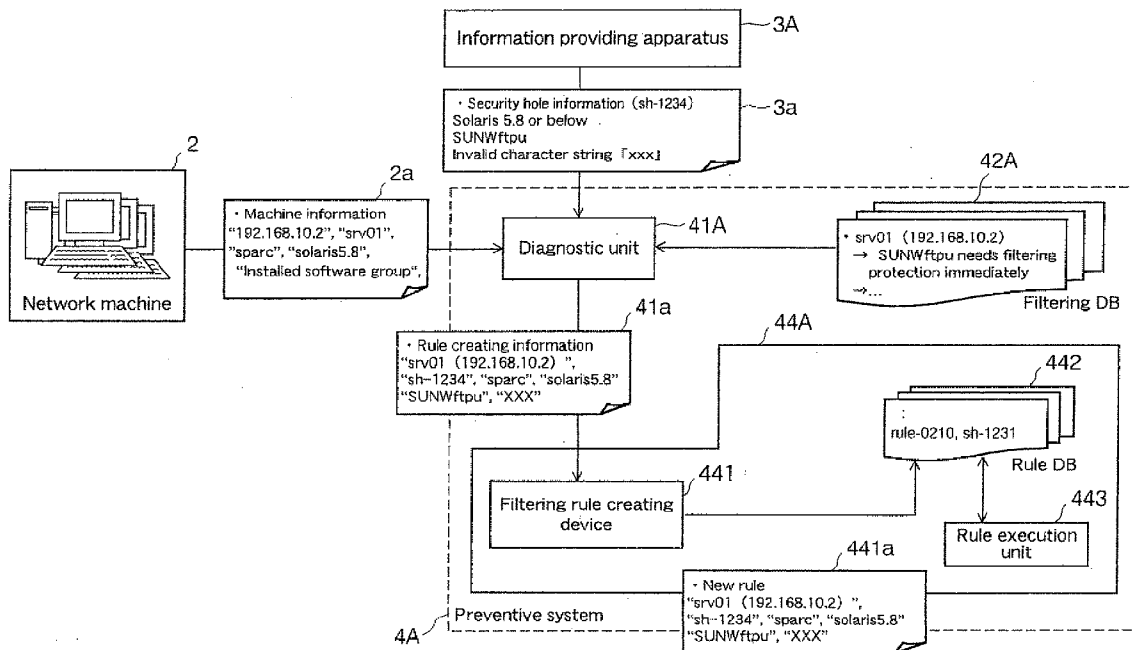 3A
Information providing apparatus
・Security hole information (sh-1234)
Solaris 5.8 or below
SUNWftpu
Invalid character string「xxx」
3a
2
Network machine
2a
・Machine information
“192.168.10.2”, “srv01”,
“sparc”, “solaris5.8”,
“Installed software group”,
41A
Diagnostic unit
42A
・srv01 (192.168.10.2)
→ SUNWftpu needs filtering
protection immediately
→...
Filtering DB
41a
・Rule creating information
“srv01 (192.168.10.2) ”,
“sh-1234”, “sparc”, “solaris5.8”
“SUNWftpu”, “XXX”
44A
442
:
rule-0210, sh-1231
Rule DB
441
Filtering rule creating
device
443
Rule execution
unit
441a
・New rule
“srv01 (192.168.10.2) ”,
“sh-1234”, “sparc”, “solaris5.8”
“SUNWftpu”, “XXX”
Preventive system
4A